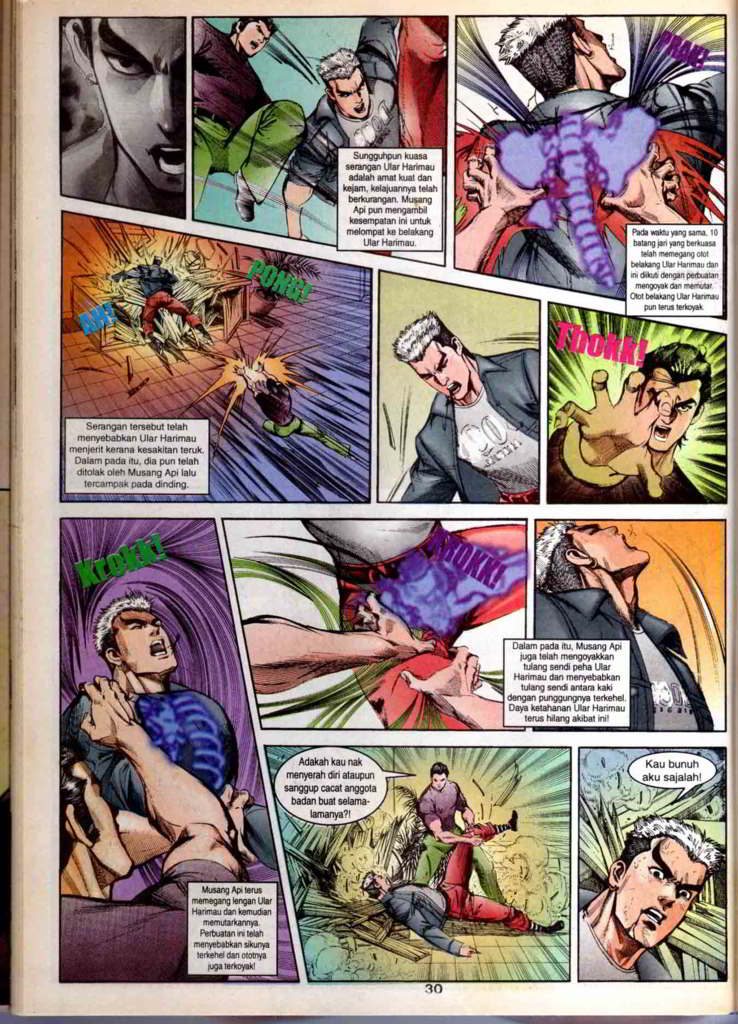 Sungguhpun kuasa
serangan Ular Harimau
adalah amat kuat dan
kejam, kelajuannya telah
berkurangan. Musang
Api pun mengambil
kesempatan ini untuk
melompat ke belakang
Ular Harimau.
PRAK!
Pada waktu yang sama, 10
batang jari yang berkuasa
telah memegang otot
belakang Ular Harimau dan
ini diikuti dengan perbuatan
mengoyak dan memutar.
Otot belakang Ular Harimau
pun terus terkoyak.
AH!
PONG!
Serangan tersebut telah
menyebabkan Ular Harimau
menjerit kerana kesakitan teruk.
Dalam pada itu, dia pun telah
ditolak oleh Musang Api lalu
tercampak pada dinding.
Tbokk!
Krokk!
Musang Api terus
memegang lengan Ular
Harimau dan kemudian
memutarkannya.
Perbuatan ini telah
menyebabkan sikunya
terkehel dan ototnya
juga terkoyak!
KROKK!
Dalam pada itu, Musang Api
juga telah mengoyakkan
tulang sendi peha Ular
Harimau dan menyebabkan
tulang sendi antara kaki
dengan punggungnya terkehel.
Daya ketahanan Ular Harimau
terus hilang akibat ini!
Adakah kau nak
menyerah diri ataupun
sanggup cacat anggota
badan buat selama-
lamanya?!
Kau bunuh
aku sajalah!
30